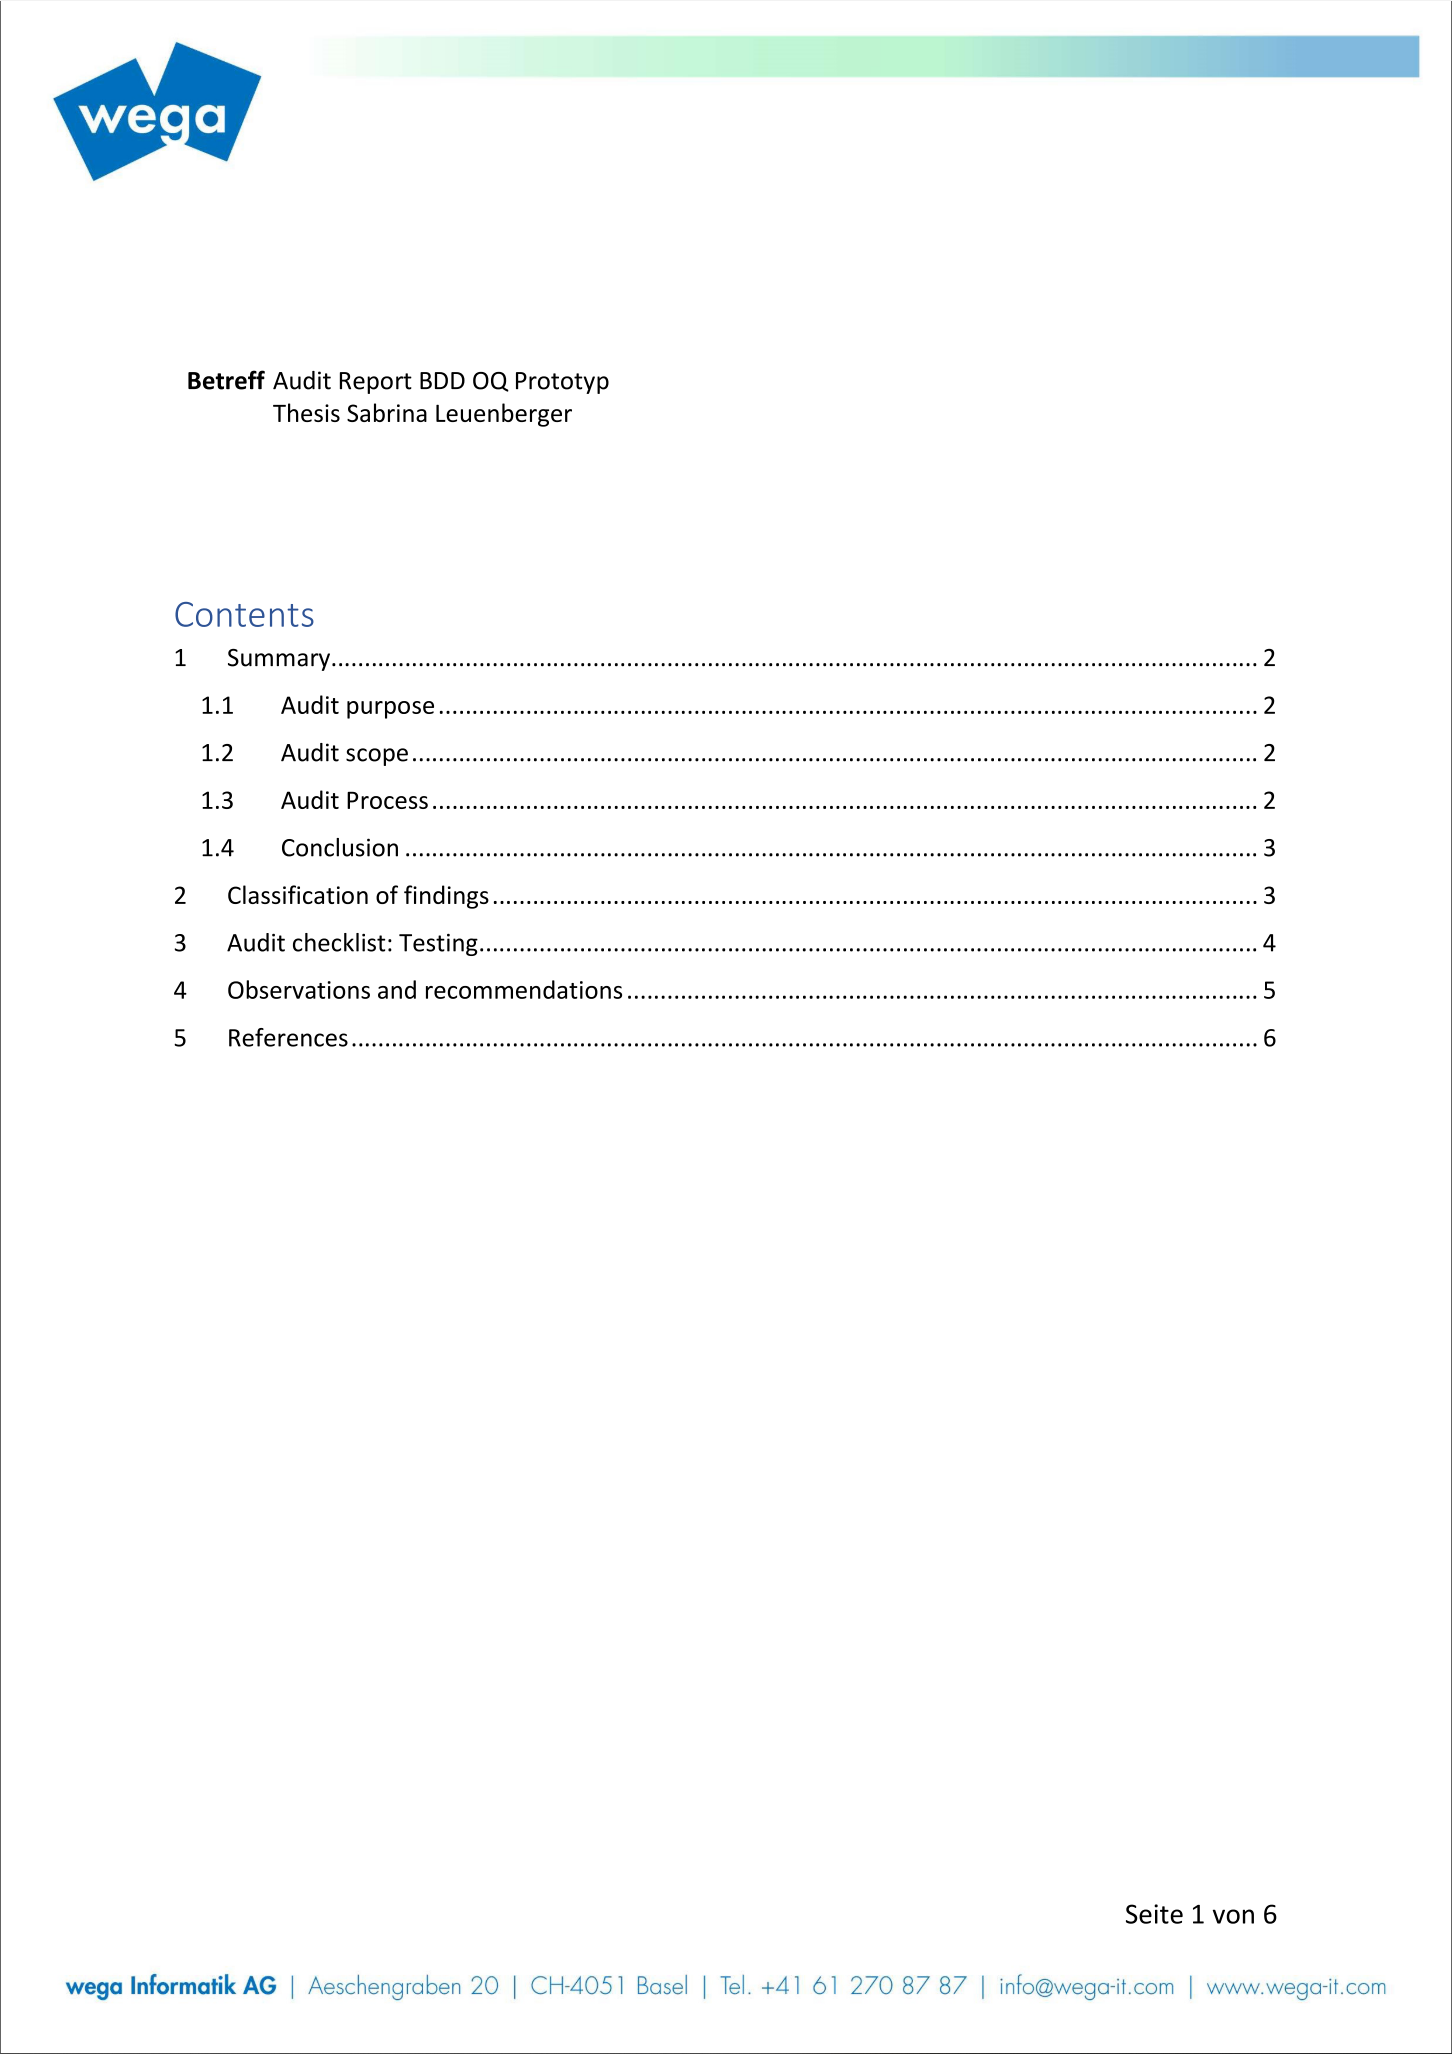 wega
Betreff Audit Report BDD OQ Prototyp
Thesis Sabrina Leuenberger
Contents
1 Summary 2
1.1 Audit purpose 2
1.2 Audit scope 2
1.3 Audit Process 2
1.4 Conclusion 3
2 Classification of findings 3
3 Audit checklist: Testing 4
4 Observations and recommendations 5
5 References 6
Seite 1 von 6
wega Informatik AG | Aeschengraben 20 | CH-4051 Basel | Tel. +41 61 270 87 87 | info@wega-it.com | www.wega-it.com